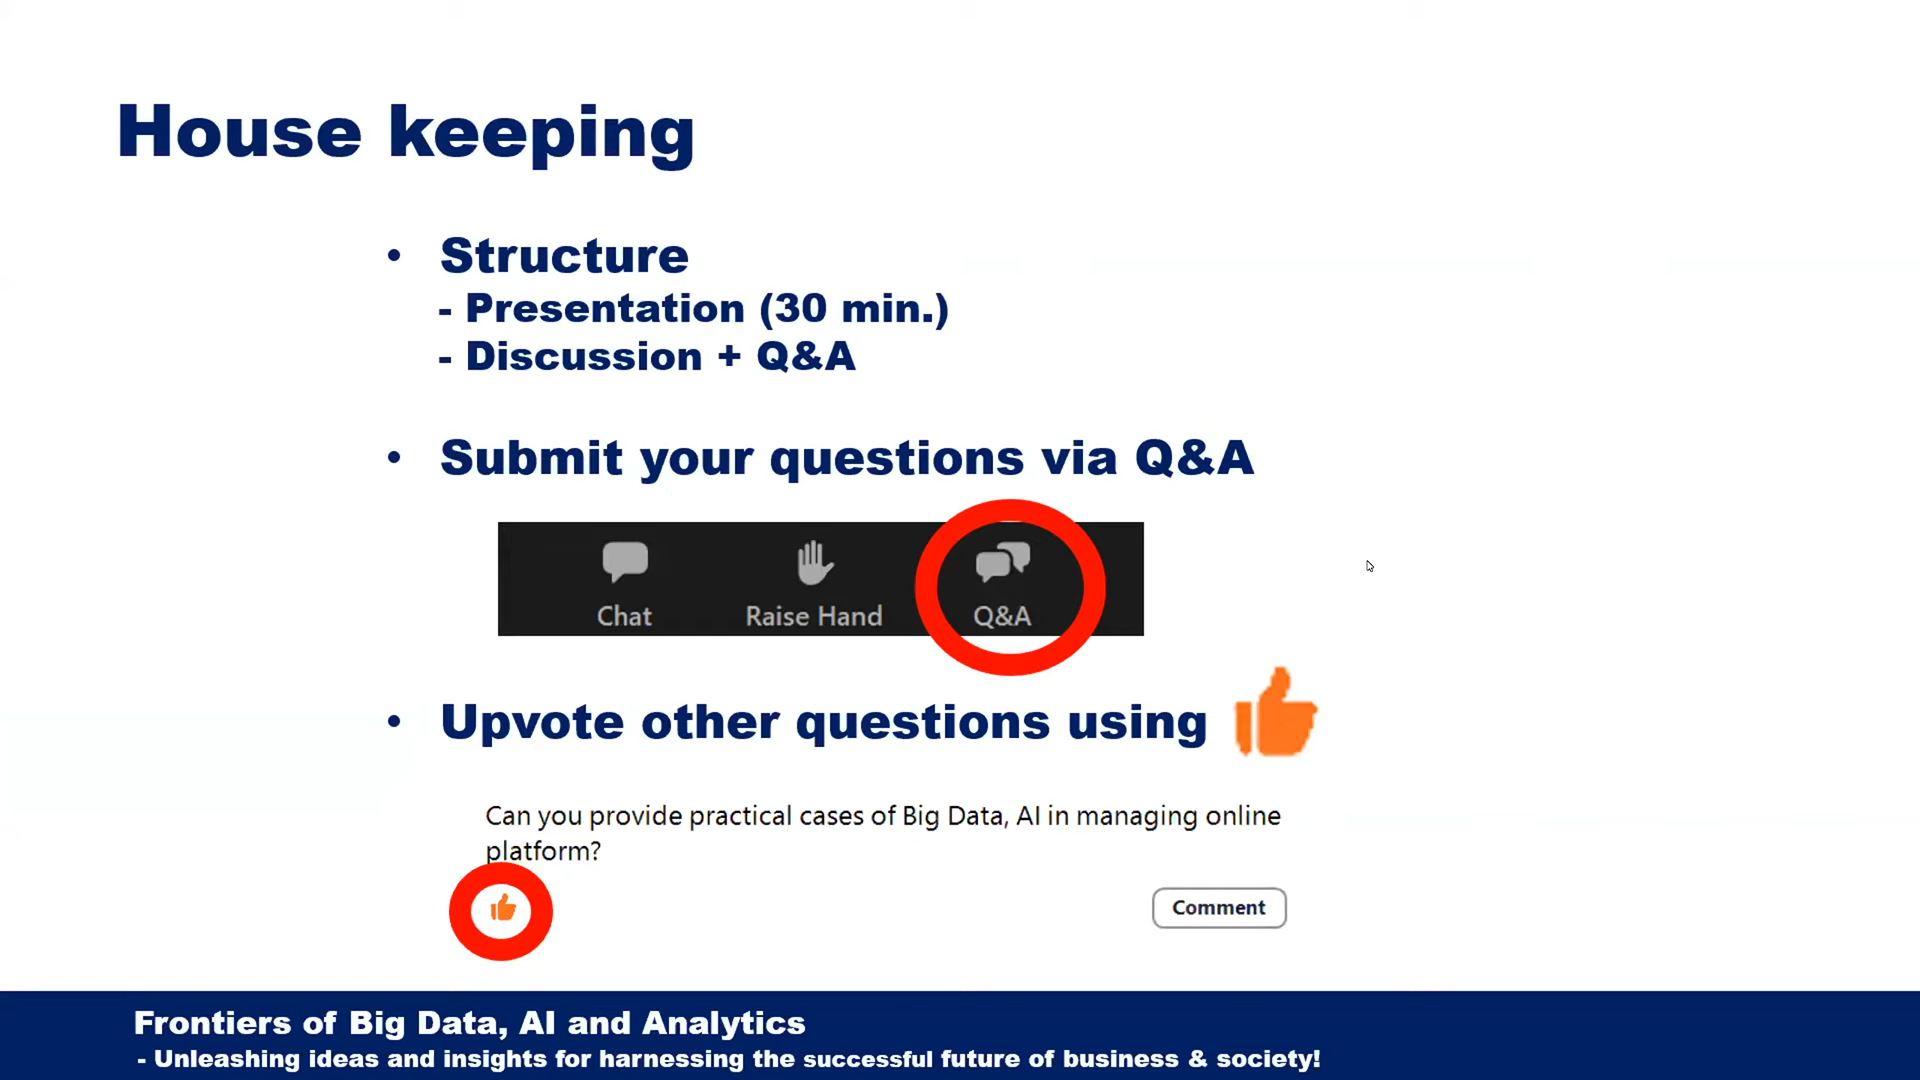 House keeping
• Structure
- Presentation (30 min.)
- Discussion + Q&A
• Submit your questions via Q&A
Chat Raise Hand Q&A
• Upvote other questions using
Can you provide practical cases of Big Data, AI in managing online
platform?
Comment
Frontiers of Big Data, AI and Analytics
- Unleashing ideas and insights for harnessing the successful future of business & society!